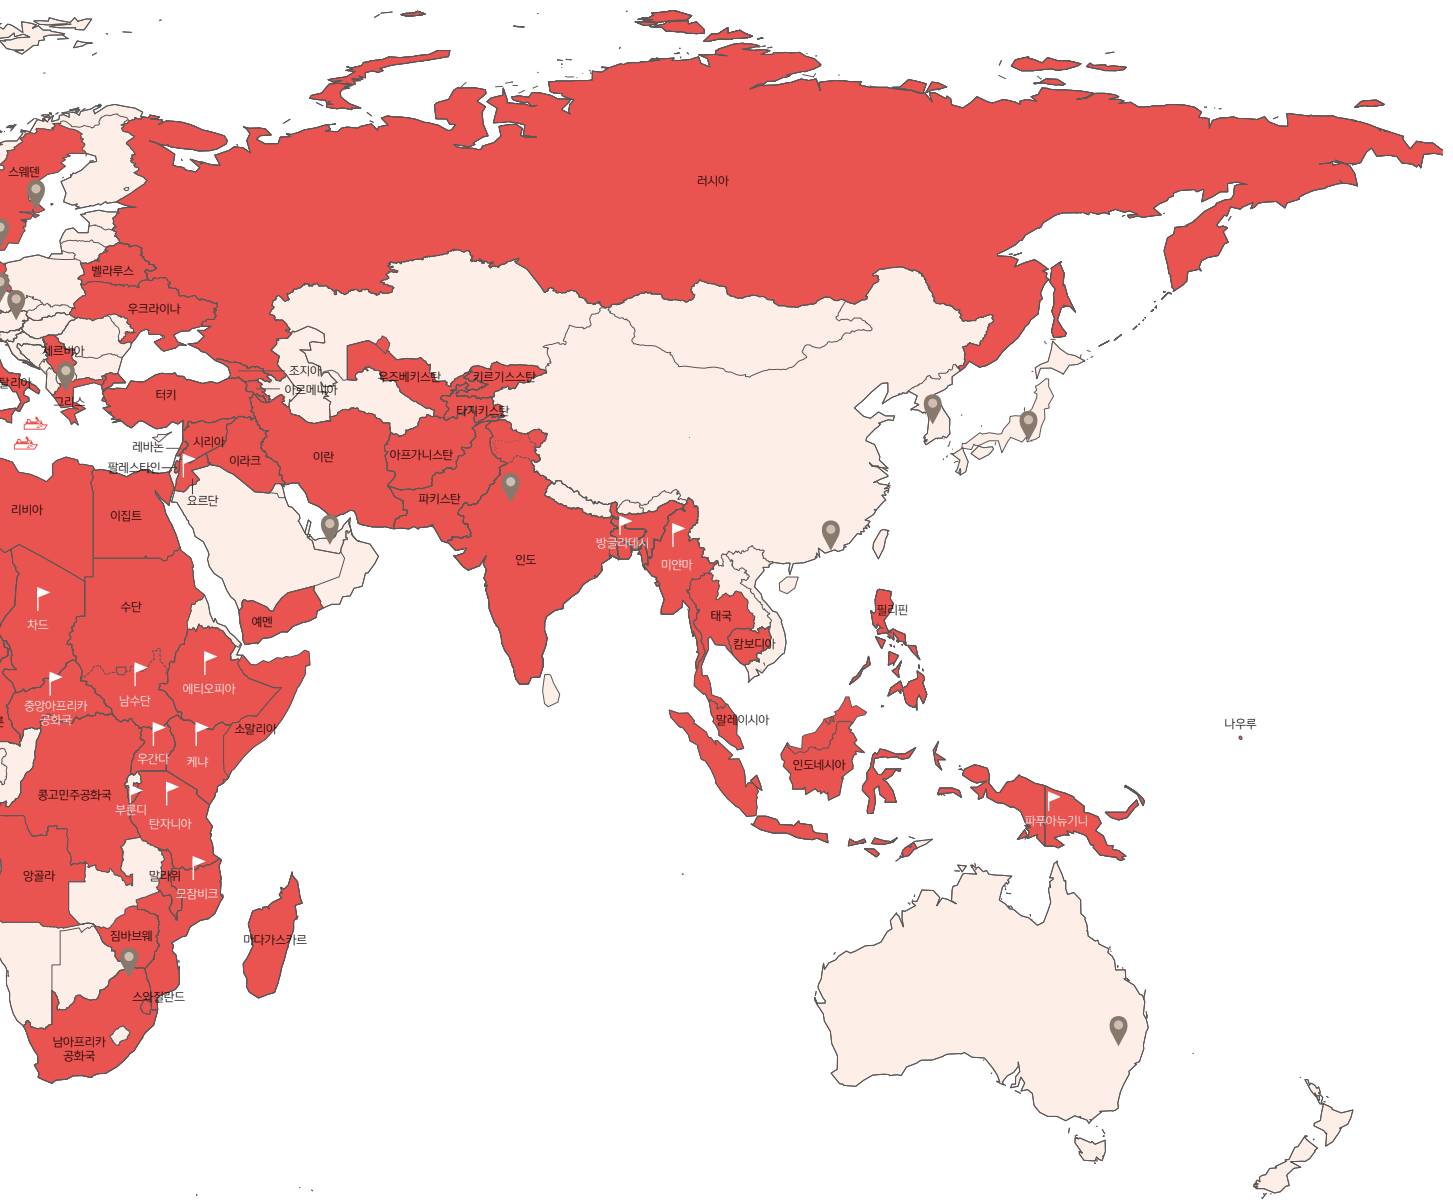 스웨덴
러시아
벨라루스
우크라이나
세르비아
조지아
우즈베키스탄
키르기스스탄
탈리아
아르메니아
터키
그리스
타지키스탄
레바논
시리아
이라크
이란
아프가니스탄
팔레스타인
요르단
파키스탄
리비아
이집트
방글라데시
인도
미얀마
수단
차드
예멘
태국
필리핀
캄보디아
에티오피아
남수단
중앙아프리카
공화국
소말리아
말레이시아
나우루
우간다
케냐
인도네시아
콩고민주공화국
부룬디
탄자니아
파푸아뉴기니
앙골라
말라위
모잠비크
짐바브웨
마다가스카르
스와질란드
남아프리카
공화국